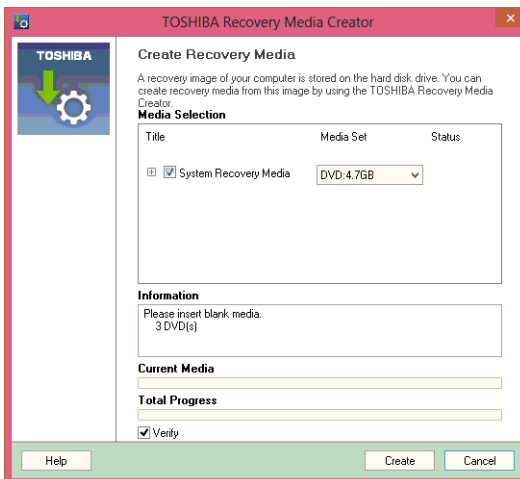 TOSHIBA Recovery Media Creator
TOSHIBA
Create Recovery Media
A recovery image of your computer is stored on the hard disk drive. You can
create recovery media from this image by using the TOSHIBA Recovery Media
Creator.
Media Selection
Title Media Set Status
System Recovery Media DVD:4.7GB
Information
Please insert blank media.
3 DVD(s)
Current Media
Total Progress
Verify
Help Create Cancel